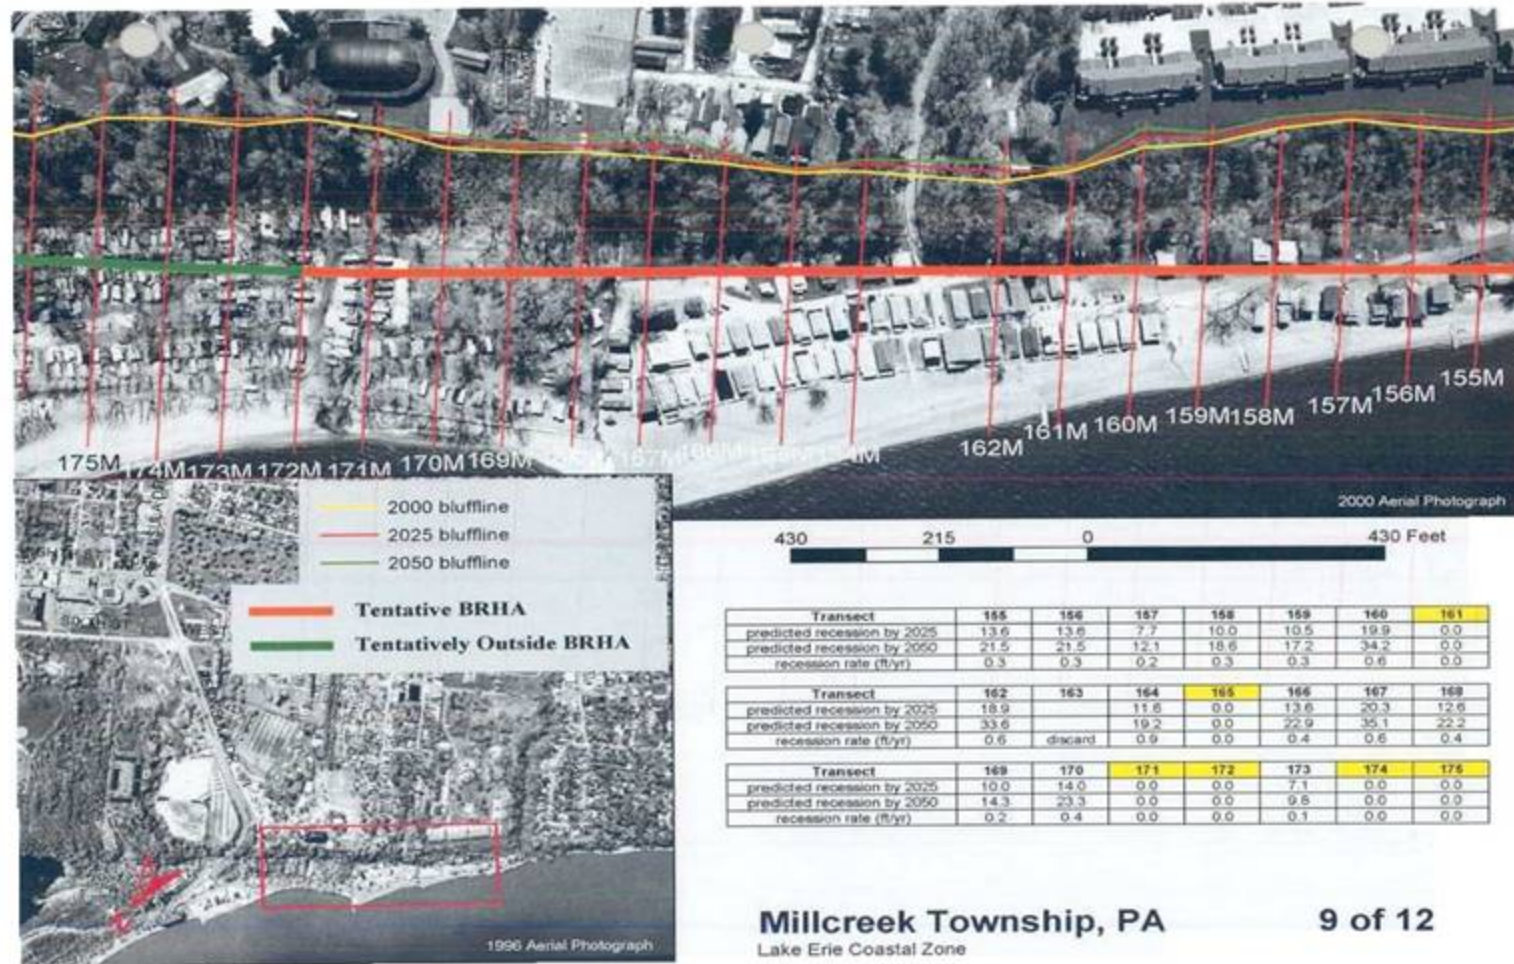 175M
174M
173M
172M
171M
170M
169M
167M
166M
162M
161M
160M
159M
158M
157M
156M
155M
2000 Aerial Photograph
2000 bluffline
2025 bluffline
2050 bluffline
Tentative BRHA
Tentatively Outside BRHA
430 215 0 430 Feet
Transect 155 156 157 158 159 160 161
predicted recession by 2025 13.6 13.6 7.7 10.0 10.5 19.9 0.0
predicted recession by 2050 21.5 21.5 12.1 18.6 17.2 34.2 0.0
recession rate (ft/yr) 0.3 0.3 0.2 0.3 0.3 0.6 0.0
Transect 162 163 164 165 166 167 168
predicted recession by 2025 18.9 11.6 0.0 13.6 20.3 12.6
predicted recession by 2050 33.6 19.2 0.0 22.9 35.1 22.2
recession rate (ft/yr) 0.6 discard 0.9 0.0 0.4 0.6 0.4
Transect 169 170 171 172 173 174 175
predicted recession by 2025 10.0 14.0 0.0 0.0 7.1 0.0 0.0
predicted recession by 2050 14.3 23.3 0.0 0.0 9.8 0.0 0.0
recession rate (ft/yr) 0.2 0.4 0.0 0.0 0.1 0.0 0.0
1996 Aerial Photograph
Millcreek Township, PA 9 of 12
Lake Erie Coastal Zone